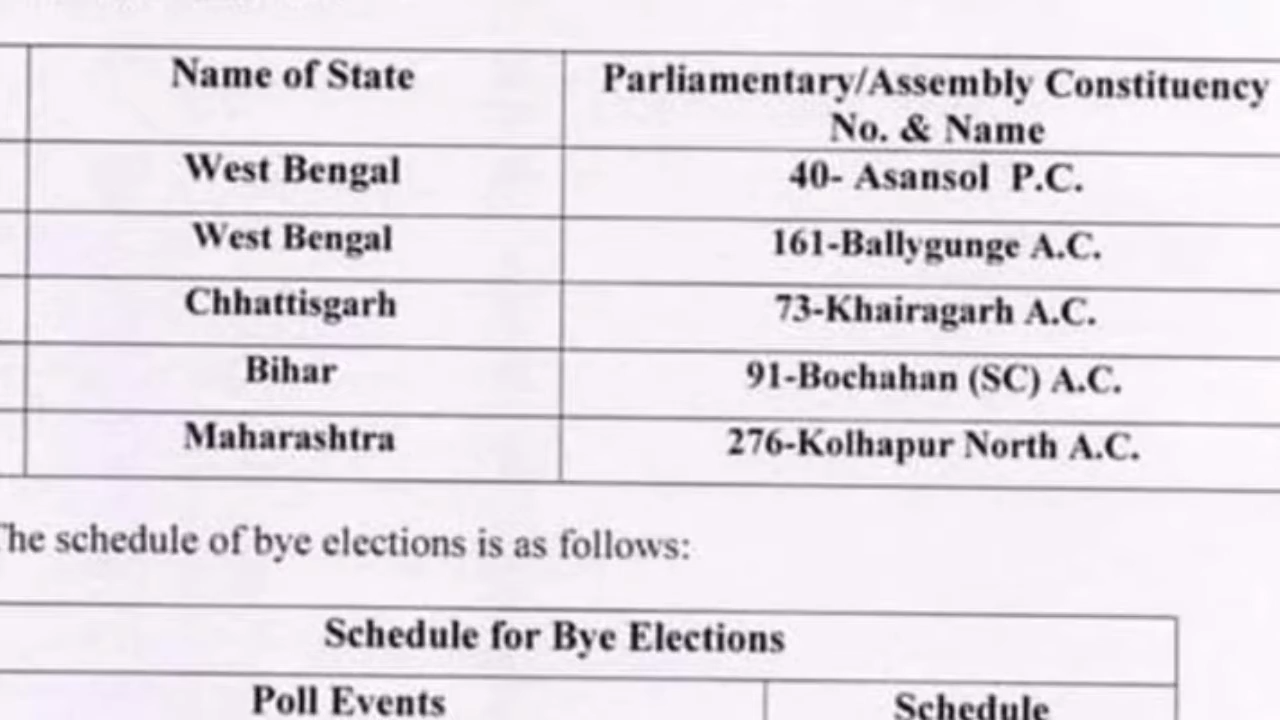 Name of State
Parliamentary/Assembly Constituency
No. & Name
West Bengal
40- Asansol P.C.
West Bengal
161-Ballygunge A.C.
Chhattisgarh
73-Khairagarh A.C.
Bihar
91-Bochahan (SC) A.C.
Maharashtra
276-Kolhapur North A.C.
The schedule of bye elections is as follows:
Schedule for Bye Elections
Poll Events
Schedule